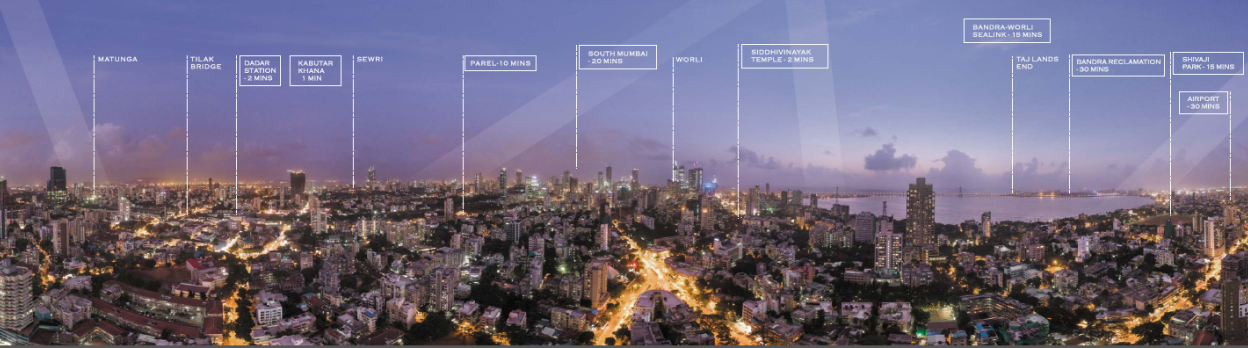 MATUNGA
TILAK
BRIDGE
DADAR
STATION
- 2 MINS
KABUTAR
KHANA
1 MIN
SEWRI
PAREL-10 MINS
SOUTH MUMBAI
- 20 MINS
WORLI
SIDDHIVINAYAK
TEMPLE - 2 MINS
BANDRA-WORLI
SEALINK - 15 MINS
TAJ LANDS
END
BANDRA RECLAMATION
-30 MINS
SHIVAJI
PARK - 15 MINS
AIRPORT
-30 MINS